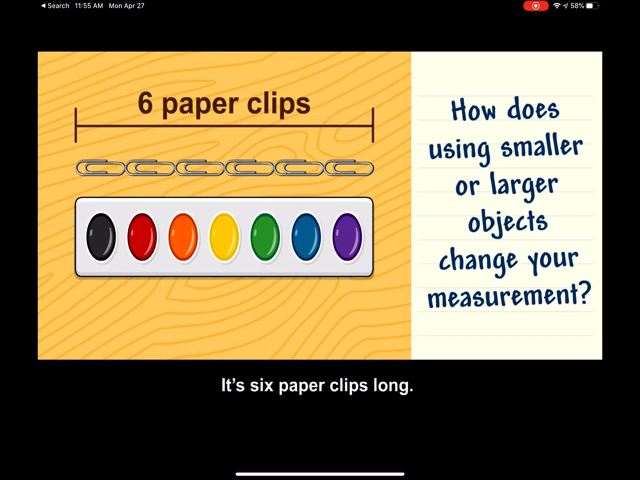 Search 11:55 AM Mon Apr 27 58%
6 paper clips
How does
using smaller
or larger
objects
change your
measurement?
It's six paper clips long.